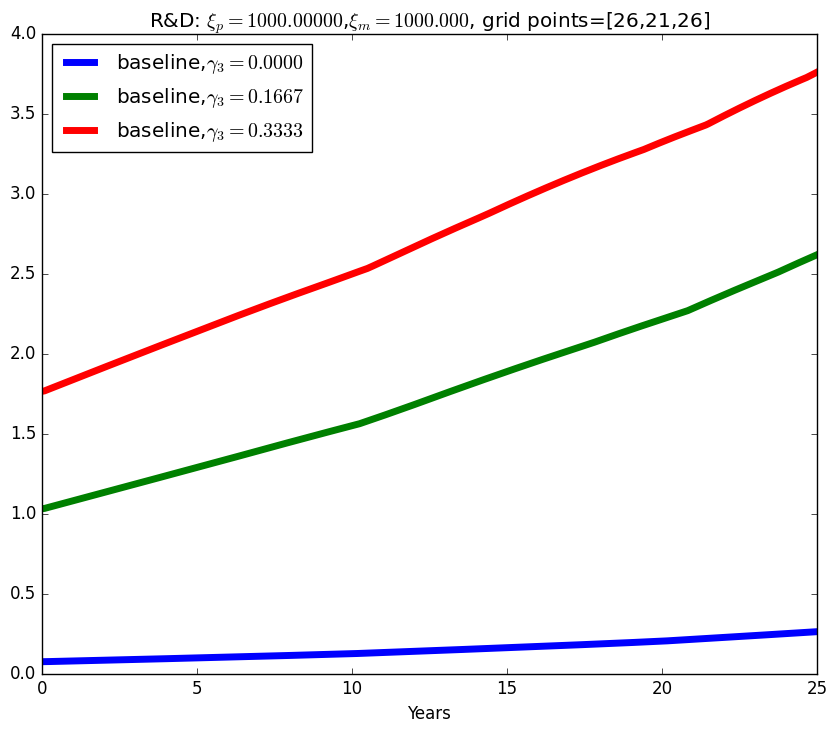 R&D: ξp = 1000.00000,ξm = 1000.000, grid points=[26,21,26]
4.0
3.5
3.0
2.5
2.0
1.5
1.0
0.5
0.0
baseline,γ3 = 0.0000
baseline,γ3 = 0.1667
baseline,γ3 = 0.3333
0 5 10 15 20 25
Years